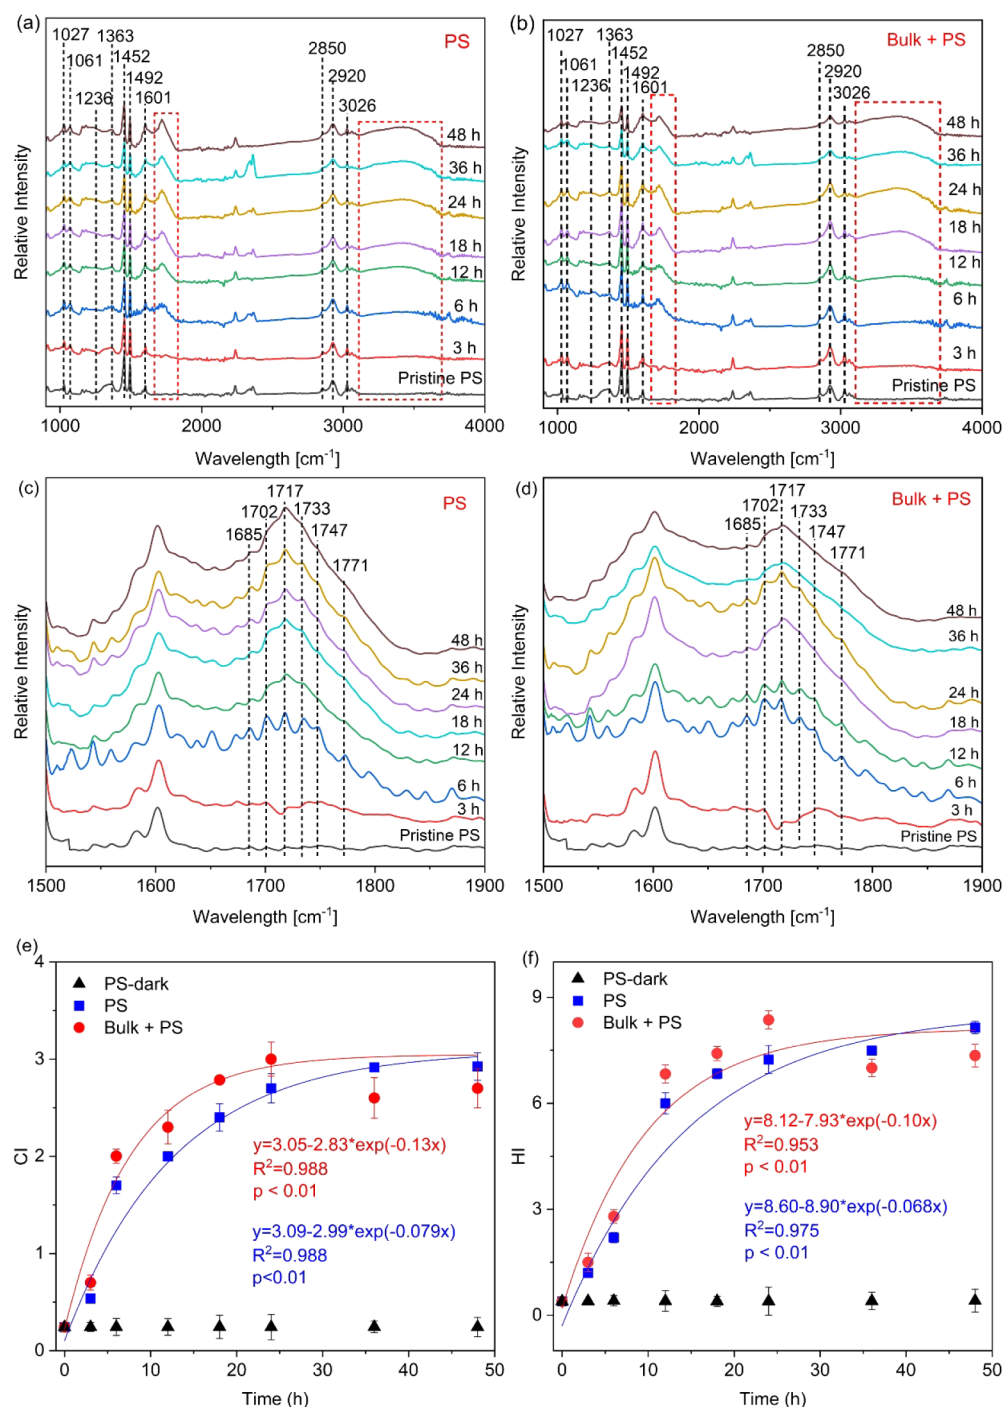 (a)
PS
1027
1363
1061
1452
1236
1492
1601
2850
2920
3026
48 h
36 h
24 h
18 h
12 h
6 h
3 h
Pristine PS
Relative Intensity
1000
2000
3000
4000
Wavelength [cm⁻¹]
(b)
Bulk + PS
1027
1363
1061
1452
1236
1492
1601
2850
2920
3026
48 h
36 h
24 h
18 h
12 h
6 h
3 h
Pristine PS
Relative Intensity
1000
2000
3000
4000
Wavelength [cm⁻¹]
(c)
PS
1717
1702
1733
1685
1747
1771
48 h
36 h
24 h
18 h
12 h
6 h
3 h
Pristine PS
Relative Intensity
1500
1600
1700
1800
1900
Wavelength [cm⁻¹]
(d)
Bulk + PS
1717
1702
1733
1685
1747
1771
48 h
36 h
24 h
18 h
12 h
6 h
3 h
Pristine PS
Relative Intensity
1500
1600
1700
1800
1900
Wavelength [cm⁻¹]
(e)
PS-dark
PS
Bulk + PS
y=3.05-2.83*exp(-0.13x)
R²=0.988
p < 0.01
y=3.09-2.99*exp(-0.079x)
R²=0.988
p<0.01
CI
4
3
2
1
0
0
10
20
30
40
50
Time (h)
(f)
PS-dark
PS
Bulk + PS
y=8.12-7.93*exp(-0.10x)
R²=0.953
p < 0.01
y=8.60-8.90*exp(-0.068x)
R²=0.975
p < 0.01
HI
9
6
3
0
0
10
20
30
40
50
Time (h)